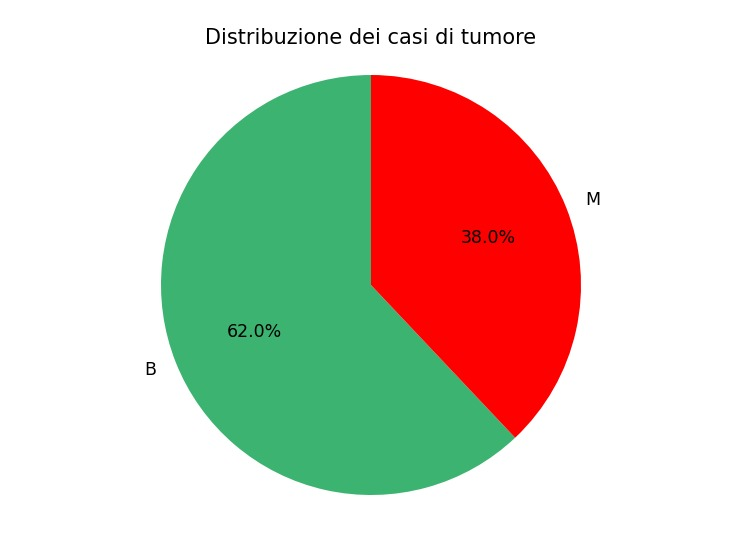 Distribuzione dei casi di tumore
M
38.0%
62.0%
B